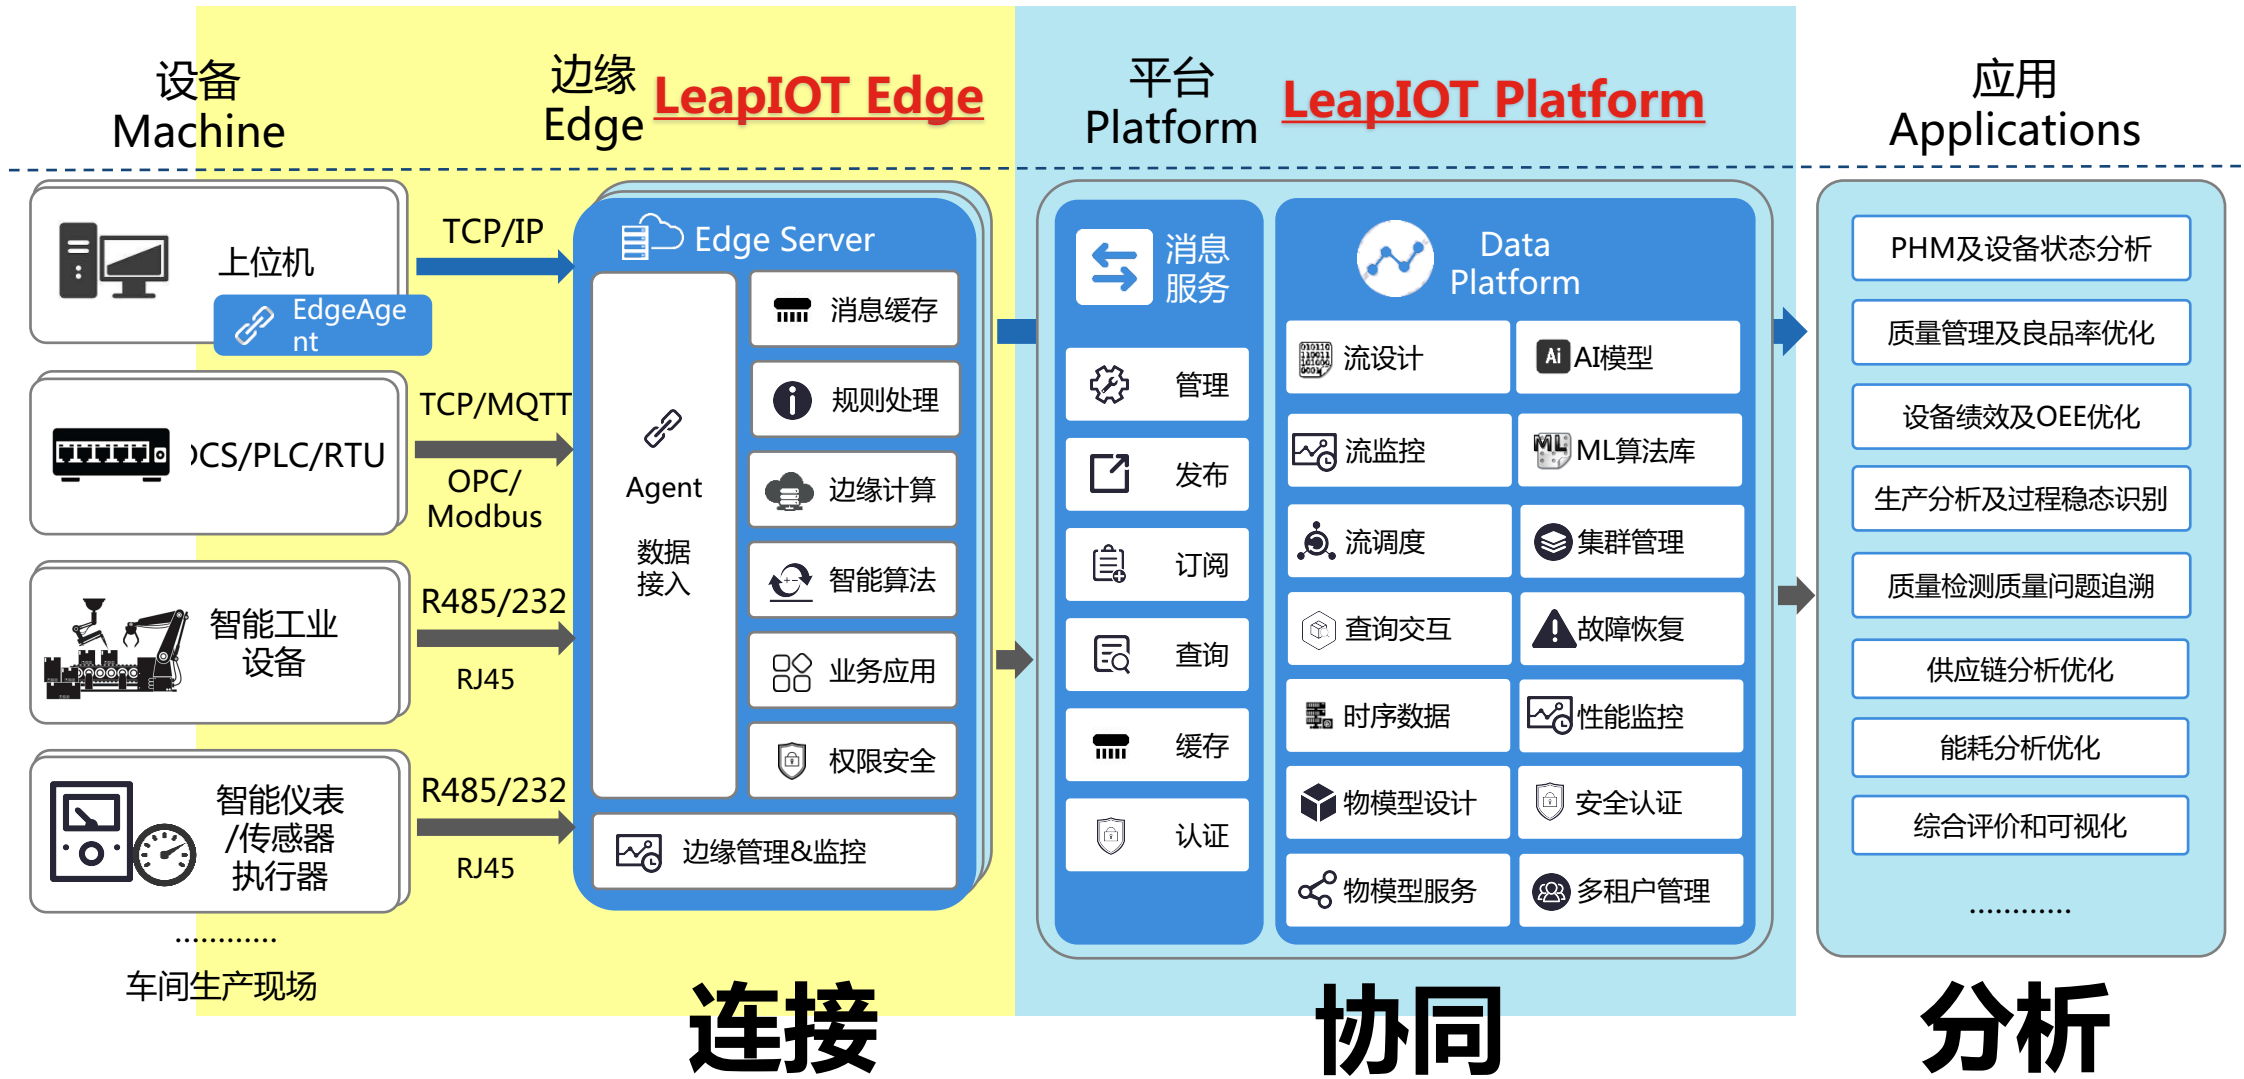 设备
Machine
边缘
Edge
LeapIOT Edge
平台
Platform
LeapIOT Platform
应用
Applications
上位机
EdgeAge
nt
TCP/IP
DCS/PLC/RTU
TCP/MQTT
OPC/
Modbus
智能工业
设备
R485/232
RJ45
智能仪表
/传感器
执行器
R485/232
RJ45
............
车间生产现场
Edge Server
Agent
数据
接入
消息缓存
规则处理
边缘计算
智能算法
业务应用
权限安全
边缘管理&监控
连接
消息
服务
管理
发布
订阅
查询
缓存
认证
Data
Platform
流设计
Ai
AI模型
流监控
ML
ML算法库
流调度
集群管理
查询交互
故障恢复
时序数据
性能监控
物模型设计
安全认证
物模型服务
多租户管理
协同
PHM及设备状态分析
质量管理及良品率优化
设备绩效及OEE优化
生产分析及过程稳态识别
质量检测质量问题追溯
供应链分析优化
能耗分析优化
综合评价和可视化
............
分析